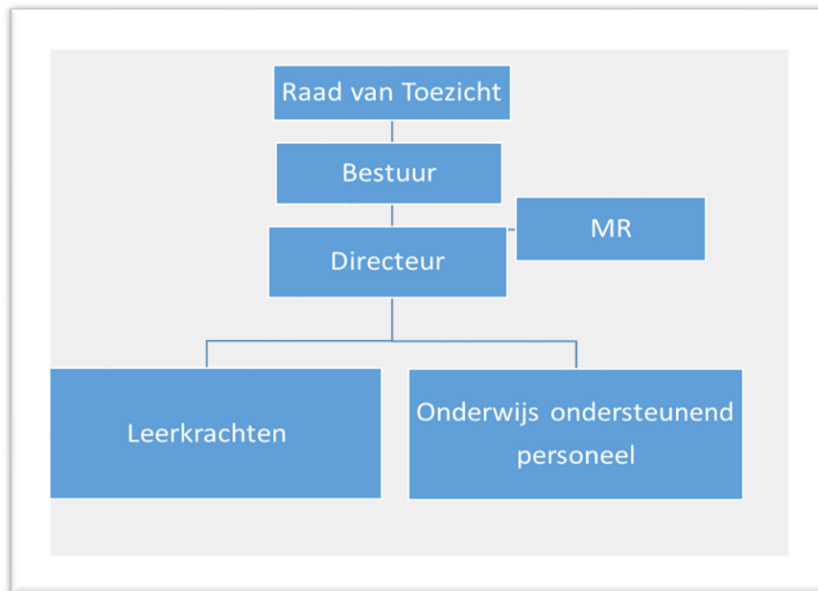 Raad van Toezicht
Bestuur
MR
Directeur
Leerkrachten
Onderwijs ondersteunend
personeel